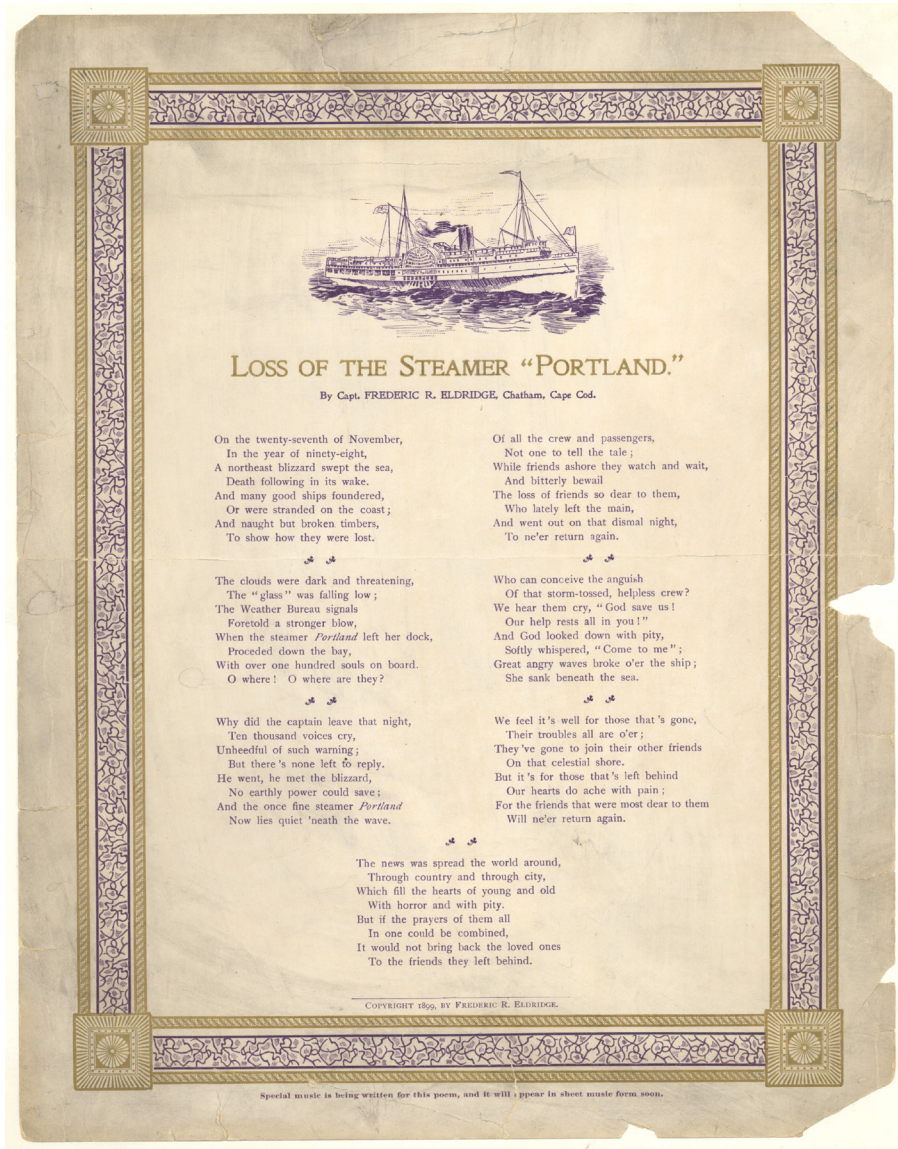 LOSS OF THE STEAMER “PORTLAND.”
By Capt. FREDERIC R. ELDRIDGE, Chatham, Cape Cod.
On the twenty-seventh of November,
In the year of ninety-eight,
A northeast blizzard swept the sea,
Death following in its wake.
And many good ships foundered,
Or were stranded on the coast;
And naught but broken timbers,
To show how they were lost.
The clouds were dark and threatening,
The “glass” was falling low;
The Weather Bureau signals
Foretold a stronger blow,
When the steamer Portland left her dock,
Proceded down the bay,
With over one hundred souls on board.
O where! O where are they?
Why did the captain leave that night,
Ten thousand voices cry,
Unheedful of such warning;
But there's none left to reply.
He went, he met the blizzard,
No earthly power could save;
And the once fine steamer Portland
Now lies quiet 'neath the wave.
Of all the crew and passengers,
Not one to tell the tale;
While friends ashore they watch and wait,
And bitterly bewail
The loss of friends so dear to them,
Who lately left the main,
And went out on that dismal night,
To ne'er return again.
Who can conceive the anguish
Of that storm-tossed, helpless crew?
We hear them cry, “God save us!
Our help rests all in you!”
And God looked down with pity,
Softly whispered, “Come to me”;
Great angry waves broke o'er the ship;
She sank beneath the sea.
We feel it's well for those that's gone,
Their troubles all are o'er;
They've gone to join their other friends
On that celestial shore.
But it's for those that's left behind
Our hearts do ache with pain;
For the friends that were most dear to them
Will ne'er return again.
The news was spread the world around,
Through country and through city,
Which fill the hearts of young and old
With horror and with pity.
But if the prayers of them all
In one could be combined,
It would not bring back the loved ones
To the friends they left behind.
COPYRIGHT 1899, BY FREDERIC R. ELDRIDGE.
Special music is being written for this poem, and it will appear in sheet music form soon.